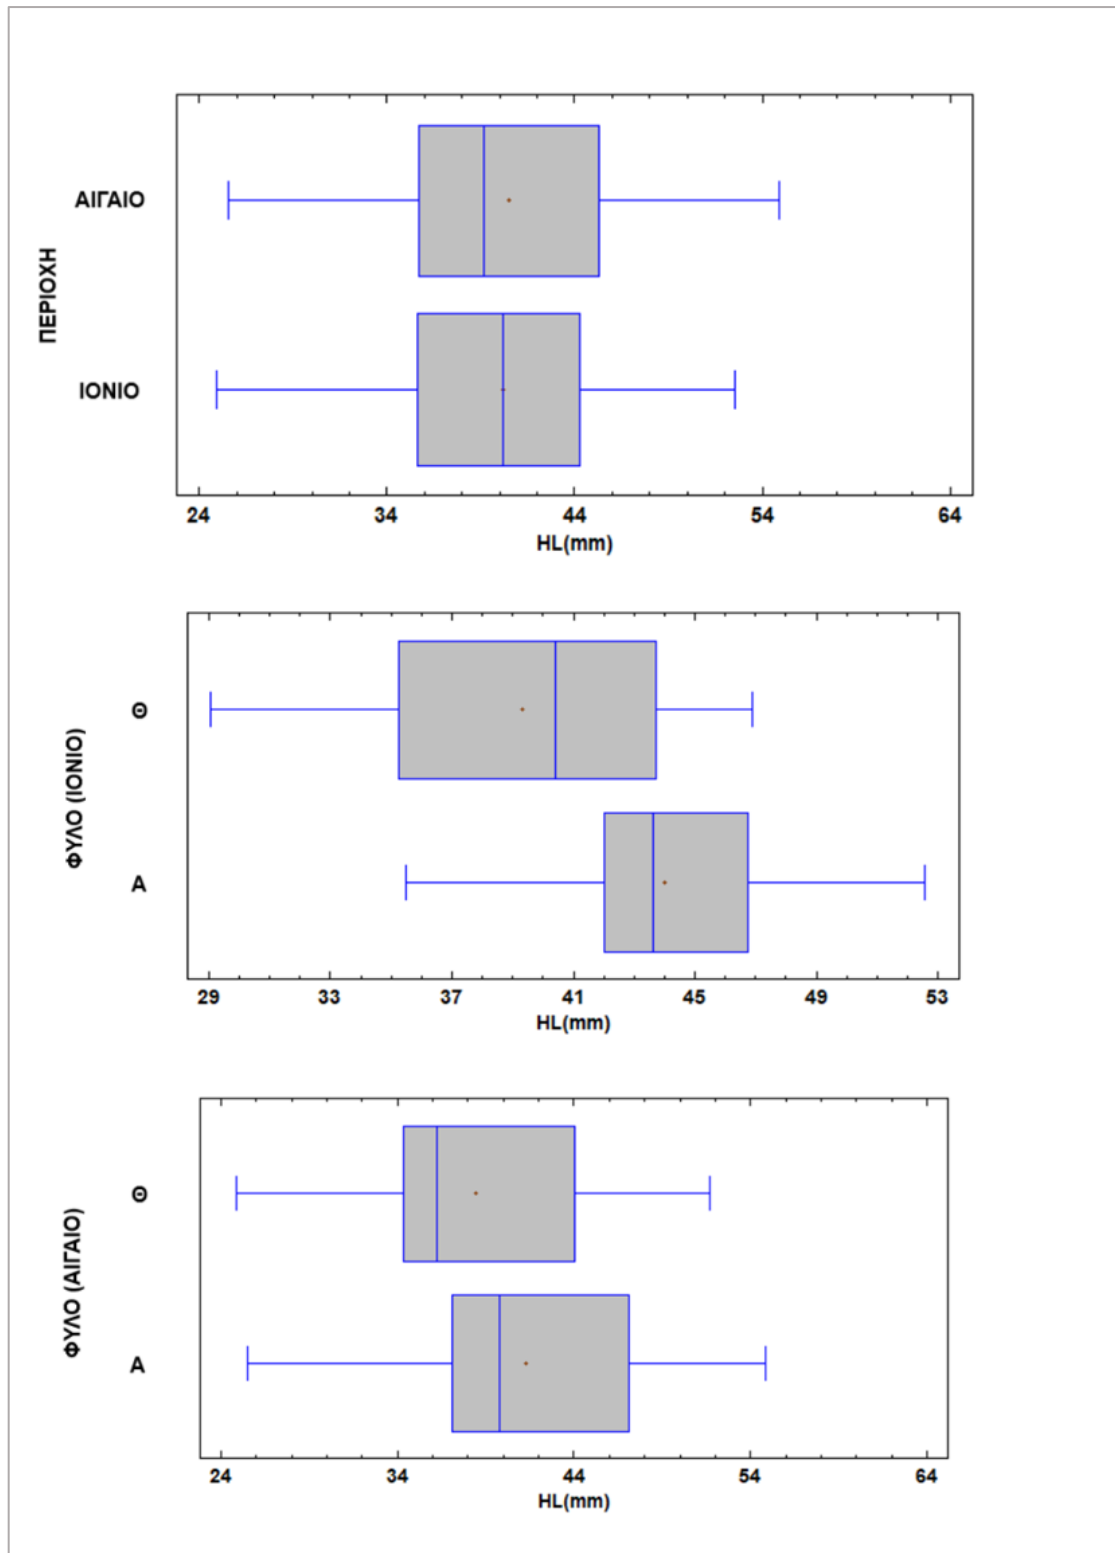 ΠΕΡΙΟΧΗ
ΑΙΓΑΙΟ
ΙΟΝΙΟ
24 34 44 54 64
HL(mm)
ΦΥΛΟ (ΙΟΝΙΟ)
Θ
Α
29 33 37 41 45 49 53
HL(mm)
ΦΥΛΟ (ΑΙΓΑΙΟ)
Θ
Α
24 34 44 54 64
HL(mm)